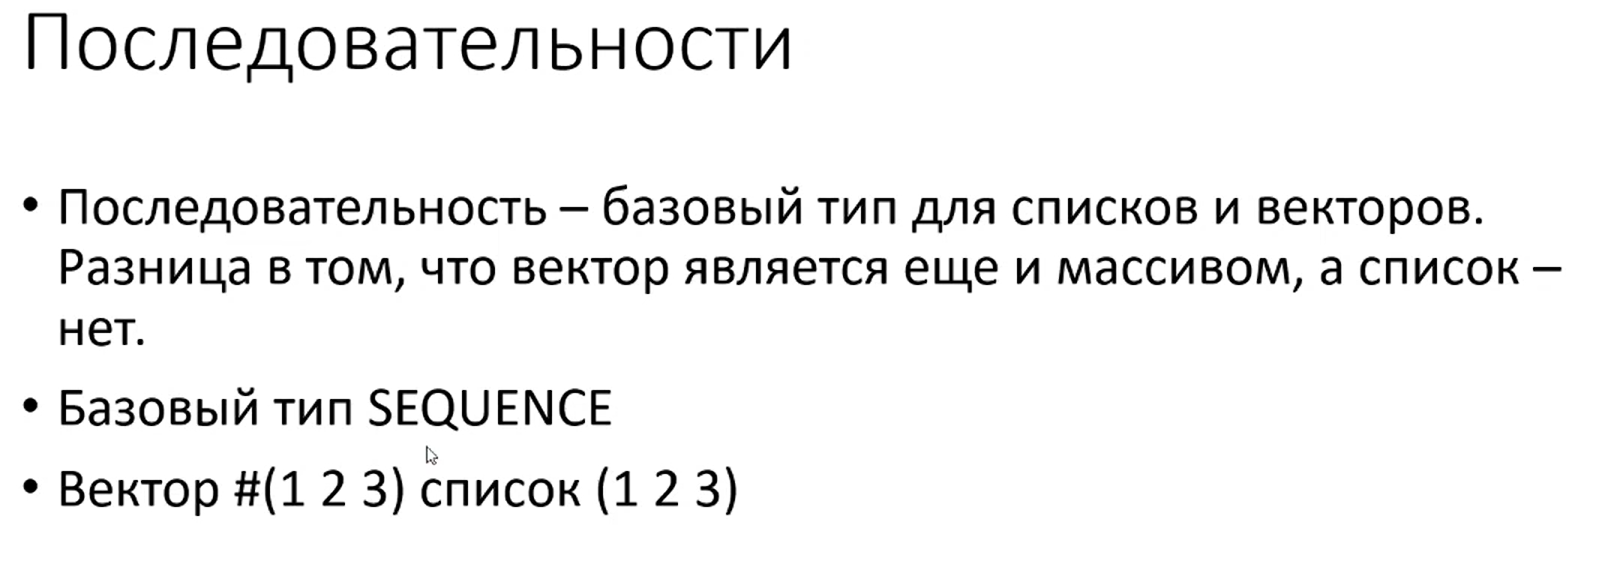 Последовательности
• Последовательность – базовый тип для списков и векторов.
Разница в том, что вектор является еще и массивом, а список –
нет.
• Базовый тип SEQUENCE
• Вектор #(1 2 3) список (1 2 3)